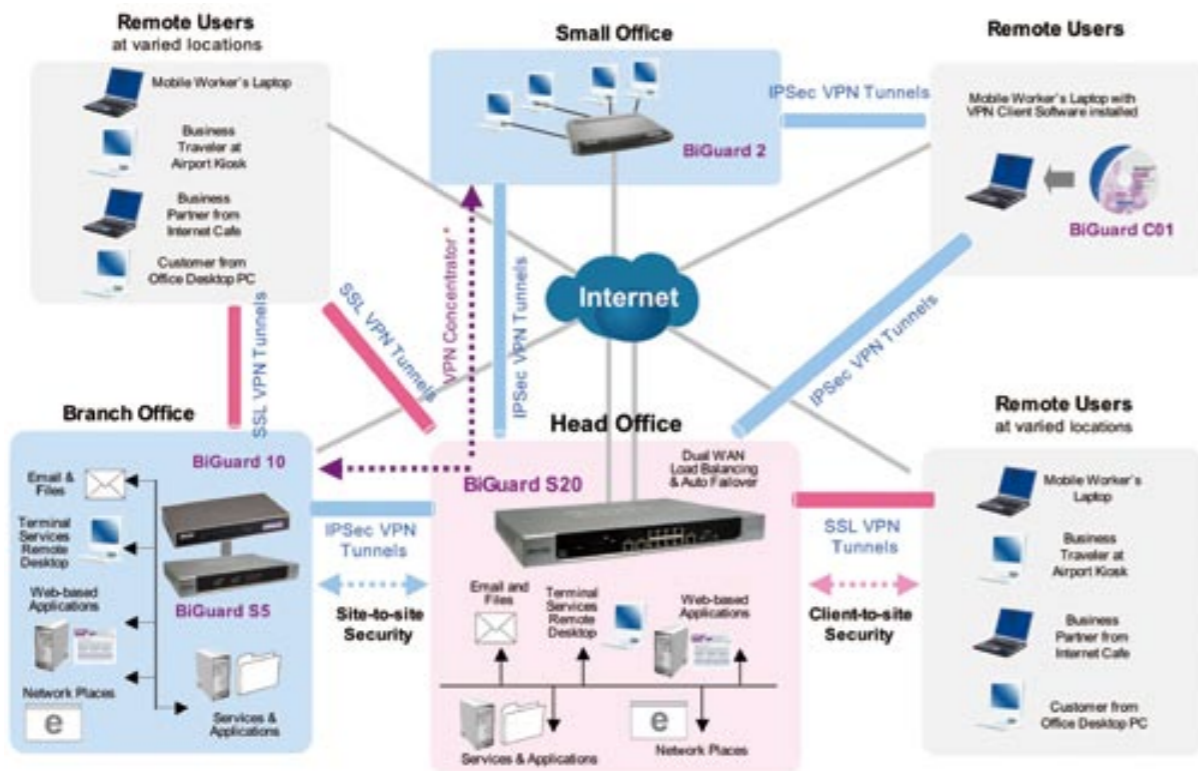 Remote Users
at varied locations
Mobile Worker's Laptop
Business
Traveler at
Airport Kiosk
Business
Partner from
Internet Cafe
Customer from
Office Desktop PC
Small Office
BiGuard 2
IPSec VPN Tunnels
Remote Users
Mobile Worker's Laptop with
VPN Client Software installed
BiGuard C01
Internet
SSL VPN Tunnels
SSL VPN Tunnels
VPN Concentrator*
IPSec VPN Tunnels
IPSec VPN Tunnels
Branch Office
BiGuard 10
Email &
Files
Terminal
Services
Remote
Desktop
Web-based
Applications
BiGuard S5
Network Places
e
Services &
Applications
IPSec VPN
Tunnels
Site-to-site
Security
Head Office
Dual WAN
Load Balancing
& Auto Failover
BiGuard S20
Email and
Files
Terminal
Services
Remote
Desktop
Web-based
Applications
Services & Applications
e
Network Places
SSL VPN
Tunnels
Client-to-site
Security
Remote Users
at varied locations
Mobile Worker's
Laptop
Business
Traveler at
Airport Kiosk
Business
Partner from
Internet Cafe
Customer from
Office Desktop PC